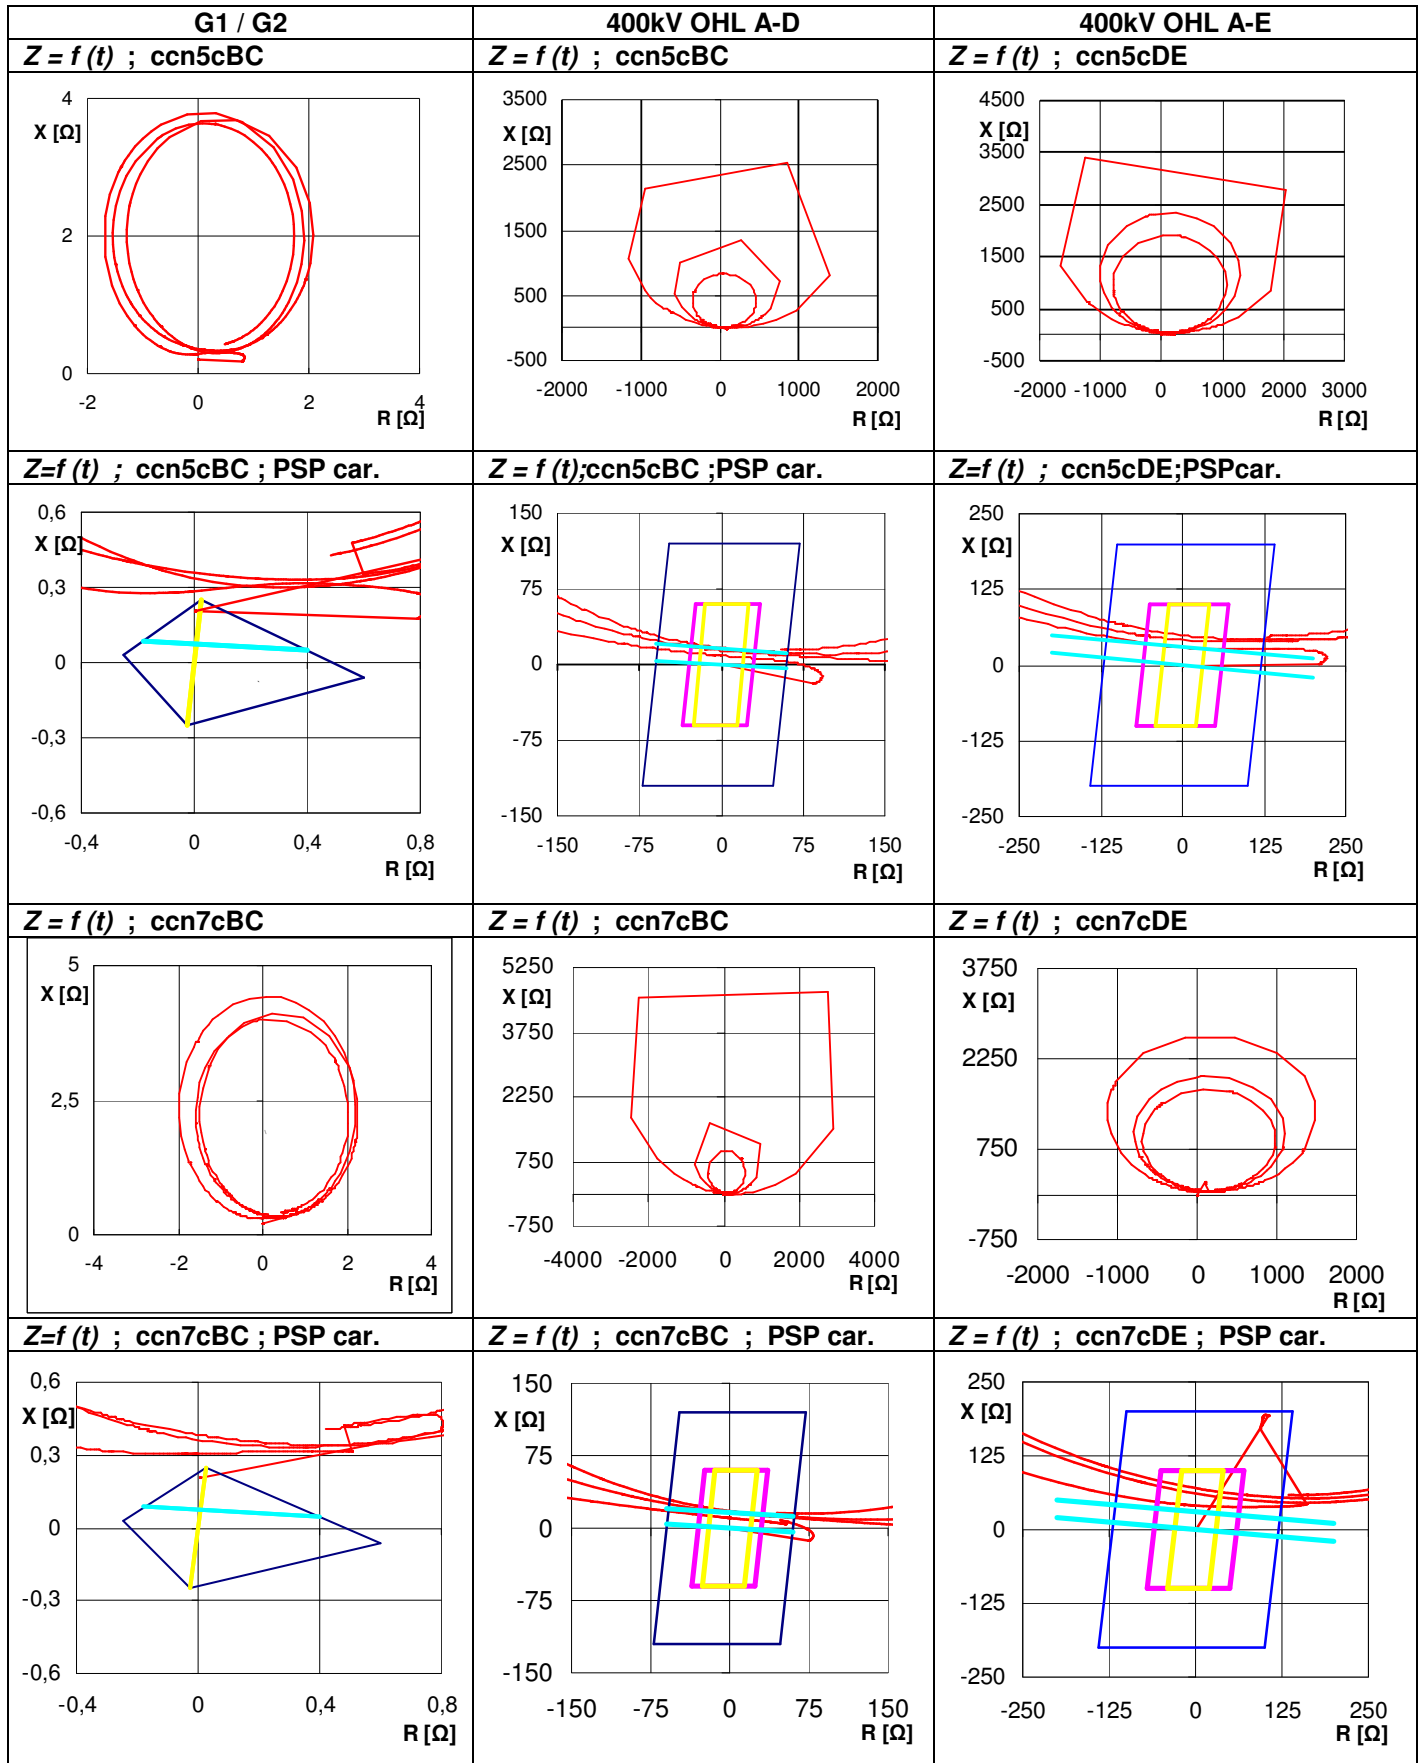 G1 / G2 400kV OHL A-D 400kV OHL A-E
Z = f (t) ; ccn5cBC Z = f (t) ; ccn5cBC Z = f (t) ; ccn5cDE
4
X [Ω]
2
0
-2 0 2 4
R [Ω]
3500
X [Ω]
2500
1500
500
-500
-2000 -1000 0 1000 2000
R [Ω]
4500
X [Ω]
3500
2500
1500
500
-500
-2000 -1000 0 1000 2000 3000
R [Ω]
Z=f (t) ; ccn5cBC ; PSP car. Z = f (t);ccn5cBC ;PSP car. Z=f (t) ; ccn5cDE;PSPcar.
0,6
X [Ω]
0,3
0
-0,3
-0,6
-0,4 0 0,4 0,8
R [Ω]
150
X [Ω]
75
0
-75
-150
-150 -75 0 75 150
R [Ω]
250
X [Ω]
125
0
-125
-250
-250 -125 0 125 250
R [Ω]
Z = f (t) ; ccn7cBC Z = f (t) ; ccn7cBC Z = f (t) ; ccn7cDE
5
X [Ω]
2,5
0
-4 -2 0 2 4
R [Ω]
5250
X [Ω]
3750
2250
750
-750
-4000 -2000 0 2000 4000
R [Ω]
3750
X [Ω]
2250
750
-750
-2000 -1000 0 1000 2000
R [Ω]
Z=f (t) ; ccn7cBC ; PSP car. Z = f (t) ; ccn7cBC ; PSP car. Z = f (t) ; ccn7cDE ; PSP car.
0,6
X [Ω]
0,3
0
-0,3
-0,6
-0,4 0 0,4 0,8
R [Ω]
150
X [Ω]
75
0
-75
-150
-150 -75 0 75 150
R [Ω]
250
X [Ω]
125
0
-125
-250
-250 -125 0 125 250
R [Ω]